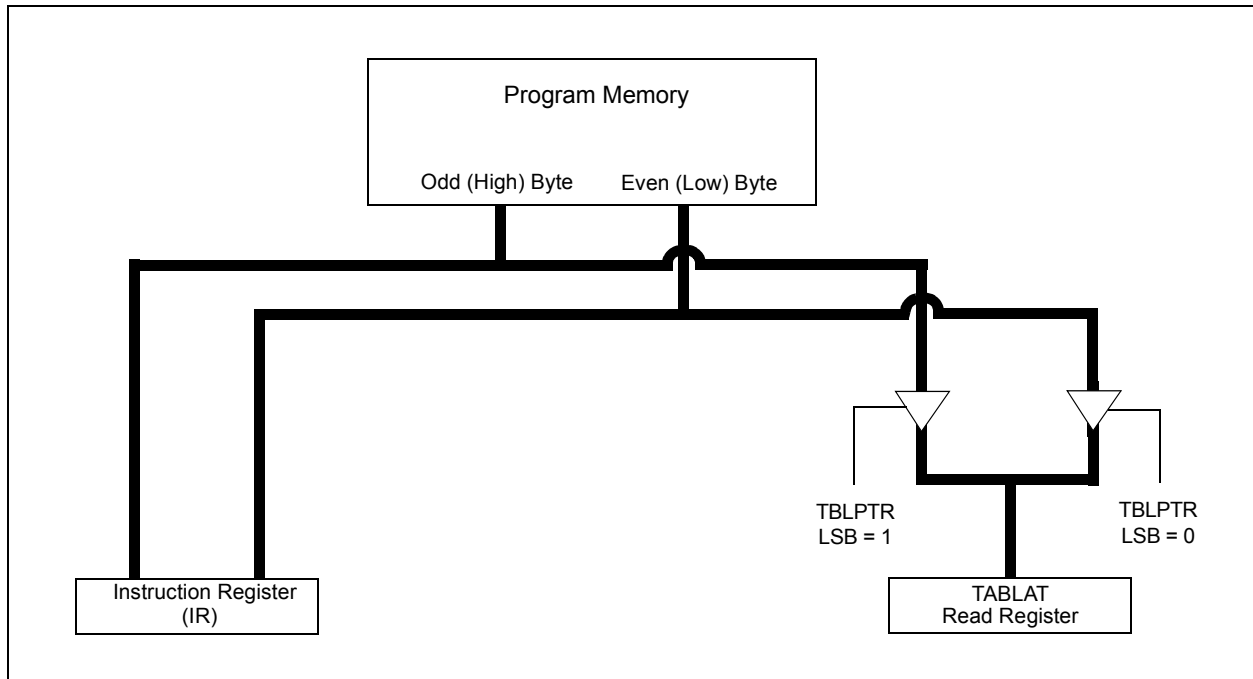 Program Memory
Odd (High) Byte
Even (Low) Byte
TBLPTR
LSB = 1
TBLPTR
LSB = 0
Instruction Register
(IR)
TABLAT
Read Register